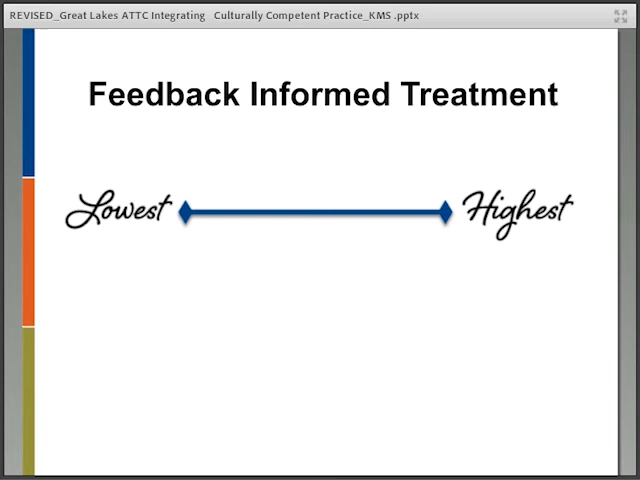 REVISED_Great Lakes ATTC Integrating Culturally Competent Practice_KMS .pptx
Feedback Informed Treatment
Lowest Highest